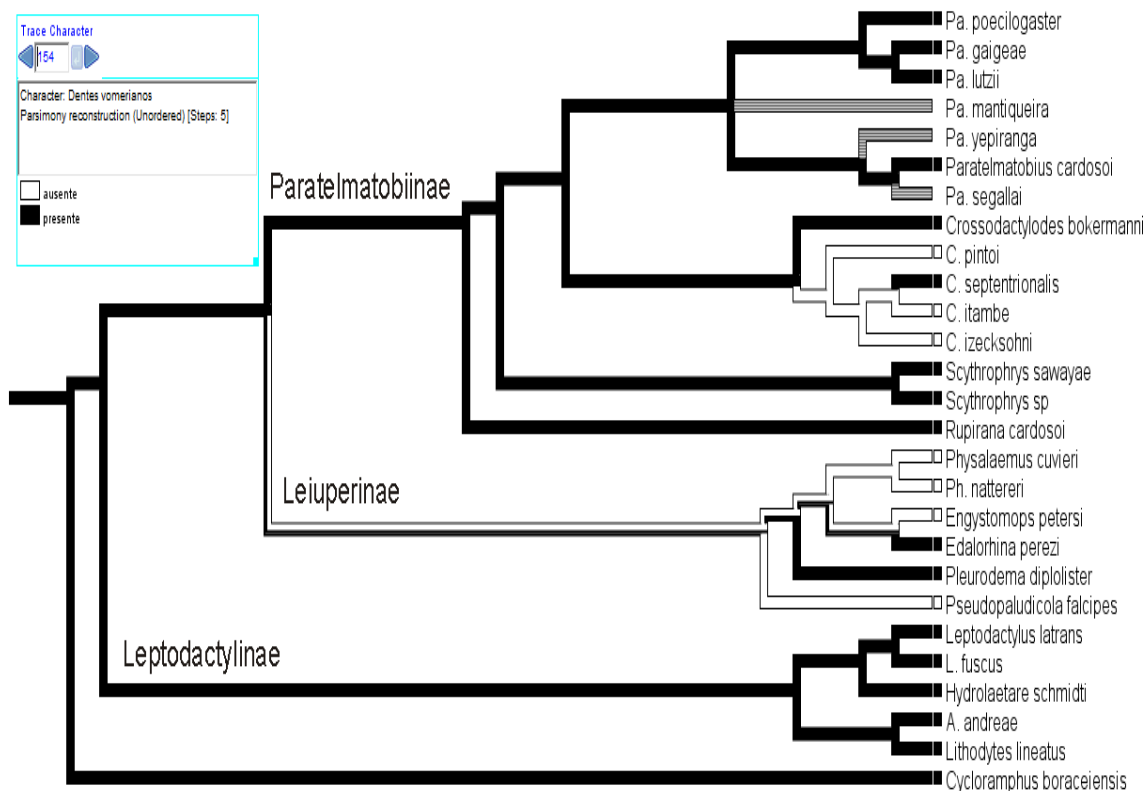 Trace Character
154
Character: Dentes vomerianos
Parsimony reconstruction (Unordered) [Steps: 5]
ausente
presente
Paratelmatobiinae
Leiuperinae
Leptodactylinae
Pa. poecilogaster
Pa. gaigeae
Pa. lutzii
Pa. mantiqueira
Pa. yepiranga
Paratelmatobius cardosoi
Pa. segallai
Crossodactylodes bokermanni
C. pintoi
C. septentrionalis
C. itambe
C. izecksohni
Scythrophrys sawayae
Scythrophrys sp
Rupirana cardosoi
Physalaemus cuvieri
Ph. nattereri
Engystomops petersi
Edalorhina perezi
Pleurodema diplolister
Pseudopaludicola falcipes
Leptodactylus latrans
L. fuscus
Hydrolaetare schmidti
A. andreae
Lithodytes lineatus
Cycloramphus boraceiensis